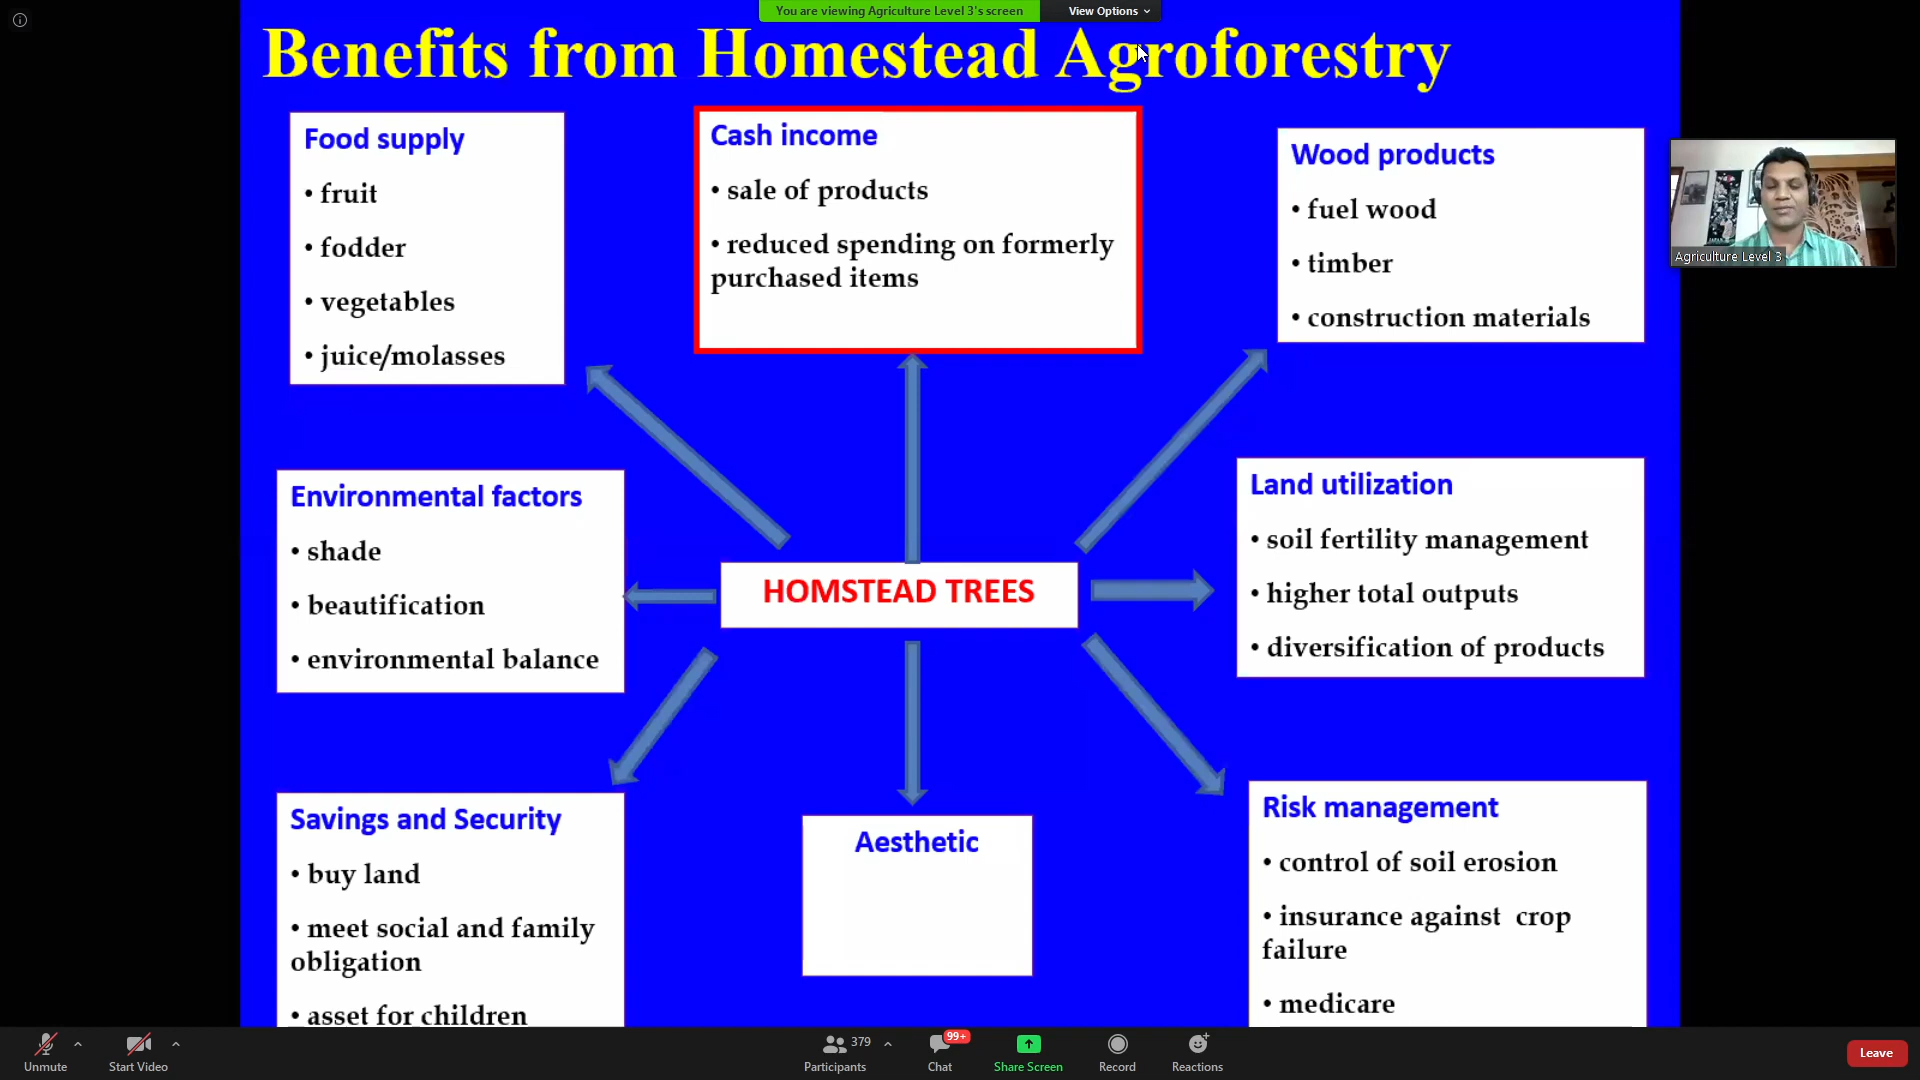 You are viewing Agriculture Level 3's screen
View Options
Benefits from Homestead Agroforestry
Food supply
• fruit
• fodder
• vegetables
• juice/molasses
Cash income
• sale of products
• reduced spending on formerly
purchased items
Wood products
• fuel wood
• timber
• construction materials
Agriculture Level 3
Environmental factors
• shade
• beautification
• environmental balance
HOMSTEAD TREES
Land utilization
• soil fertility management
• higher total outputs
• diversification of products
Savings and Security
• buy land
• meet social and family
obligation
• asset for children
Aesthetic
Risk management
• control of soil erosion
• insurance against crop
failure
• medicare
Unmute
Start Video
Participants
379
Chat
99+
Share Screen
Record
Reactions
Leave